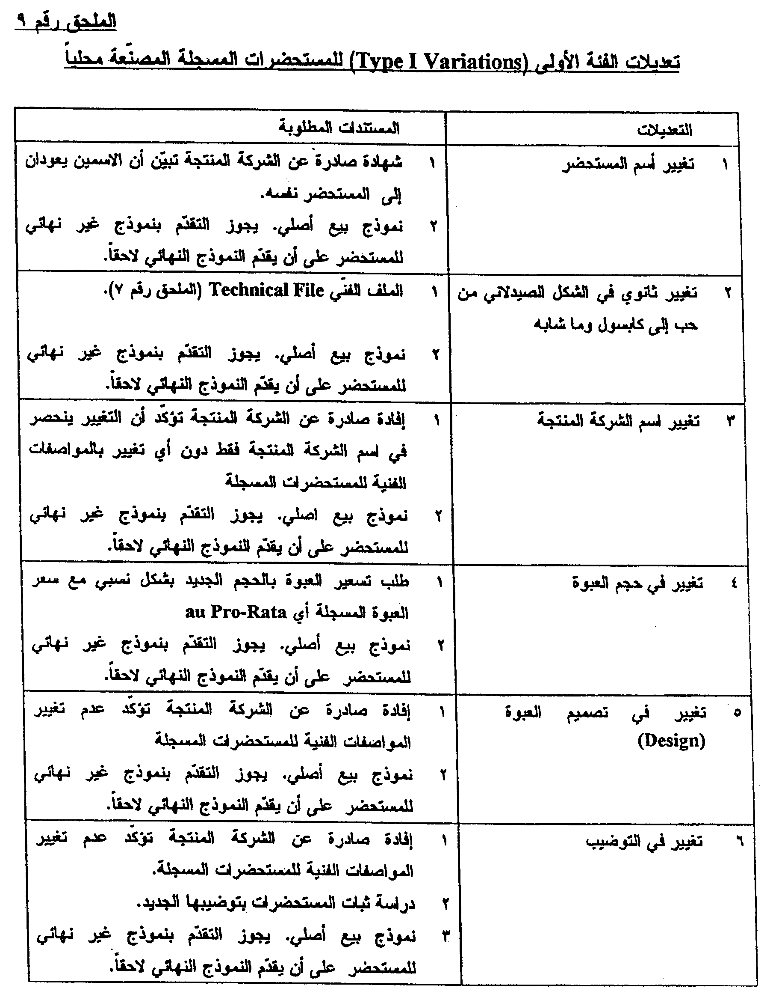 الملحق رقم ٩
تعديلات الفئة الأولى (Type I Variations) للمستحضرات المسجلة المصنّعة محلياً
التعديلات
المستندات المطلوبة
١ تغيير أسم المستحضر
١ شهادة صادرة عن الشركة المنتجة تبيّن أن الاسمين يعودان
إلى المستحضر نفسه.
٢ نموذج بيع أصلي. يجوز التقدّم بنموذج غير نهائي
للمستحضر على أن يقدّم النموذج النهائي لاحقاً.
٢ تغيير ثانوي في الشكل الصيدلاني من
حب إلى كابسول وما شابه
١ الملف الفنّي Technical File (الملحق رقم ٧).
٢ نموذج بيع أصلي. يجوز التقدّم بنموذج غير نهائي
للمستحضر على أن يقدّم النموذج النهائي لاحقاً.
٣ تغيير اسم الشركة المنتجة
١ إفادة صادرة عن الشركة المنتجة تؤكّد أن التغيير ينحصر
في اسم الشركة المنتجة فقط دون أي تغيير بالمواصفات
الفنية للمستحضرات المسجلة
٢ نموذج بيع اصلي. يجوز التقدّم بنموذج غير نهائي
للمستحضر على أن يقدّم النموذج النهائي لاحقاً.
٤ تغيير في حجم العبوة
١ طلب تسعير العبوة بالحجم الجديد بشكل نسبي مع سعر
العبوة المسجلة أي au Pro-Rata
٢ نموذج بيع أصلي. يجوز التقدّم بنموذج غير نهائي
للمستحضر على أن يقدّم النموذج النهائي لاحقاً.
٥ تغيير في تصميم العبوة
(Design)
١ إفادة صادرة عن الشركة المنتجة تؤكّد عدم تغيير
المواصفات الفنية للمستحضرات المسجلة
٢ نموذج بيع أصلي. يجوز التقدّم بنموذج غير نهائي
للمستحضر على أن يقدّم النموذج النهائي لاحقاً.
٦ تغيير في التوضيب
١ إفادة صادرة عن الشركة المنتجة تؤكّد عدم تغيير
المواصفات الفنية للمستحضرات المسجلة.
٢ دراسة ثبات المستحضرات بتوضيبها الجديد.
٣ نموذج بيع أصلي. يجوز التقدّم بنموذج غير نهائي
للمستحضر على أن يقدّم النموذج النهائي لاحقاً.